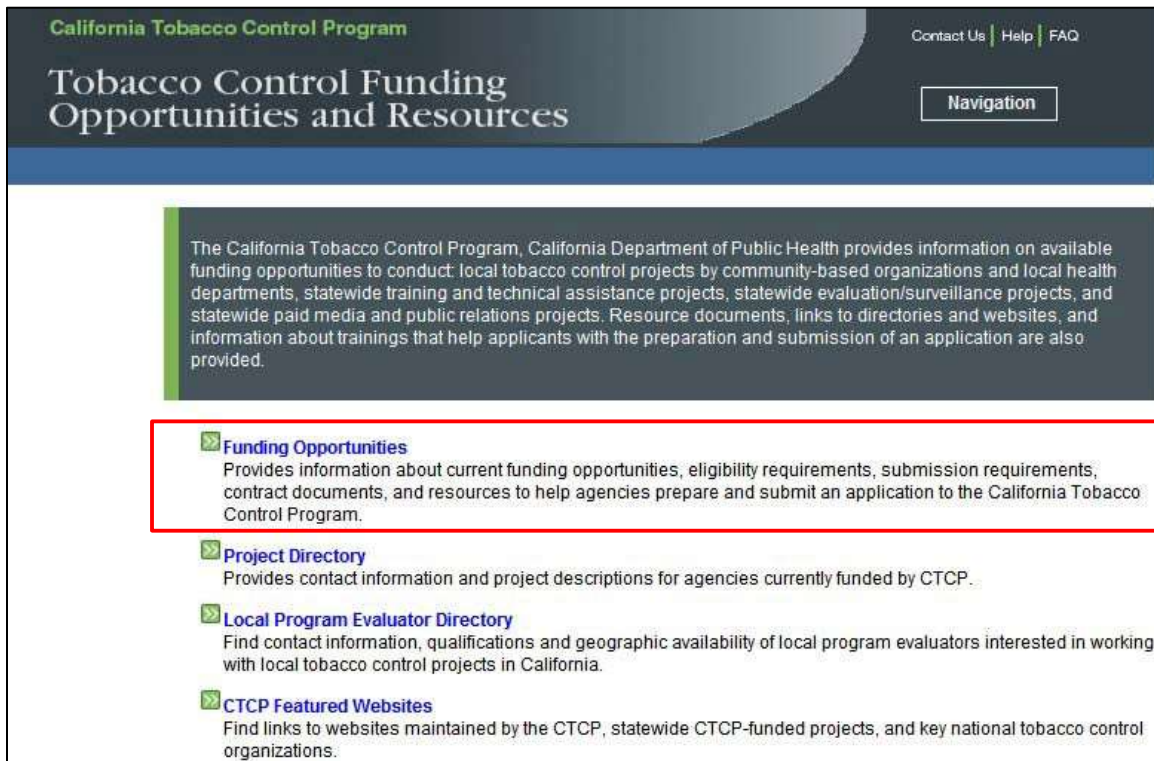 California Tobacco Control Program
Contact Us | Help | FAQ
Tobacco Control Funding
Opportunities and Resources
Navigation
The California Tobacco Control Program, California Department of Public Health provides information on available
funding opportunities to conduct: local tobacco control projects by community-based organizations and local health
departments, statewide training and technical assistance projects, statewide evaluation/surveillance projects, and
statewide paid media and public relations projects. Resource documents, links to directories and websites, and
information about trainings that help applicants with the preparation and submission of an application are also
provided.
Funding Opportunities
Provides information about current funding opportunities, eligibility requirements, submission requirements,
contract documents, and resources to help agencies prepare and submit an application to the California Tobacco
Control Program.
Project Directory
Provides contact information and project descriptions for agencies currently funded by CTCP.
Local Program Evaluator Directory
Find contact information, qualifications and geographic availability of local program evaluators interested in working
with local tobacco control projects in California.
CTCP Featured Websites
Find links to websites maintained by the CTCP, statewide CTCP-funded projects, and key national tobacco control
organizations.